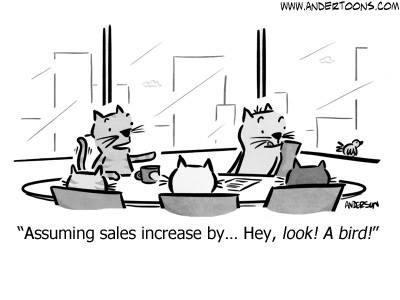 WWW.ANDERTOONS.COM
ANDERSON
“Assuming sales increase by... Hey, look! A bird!”